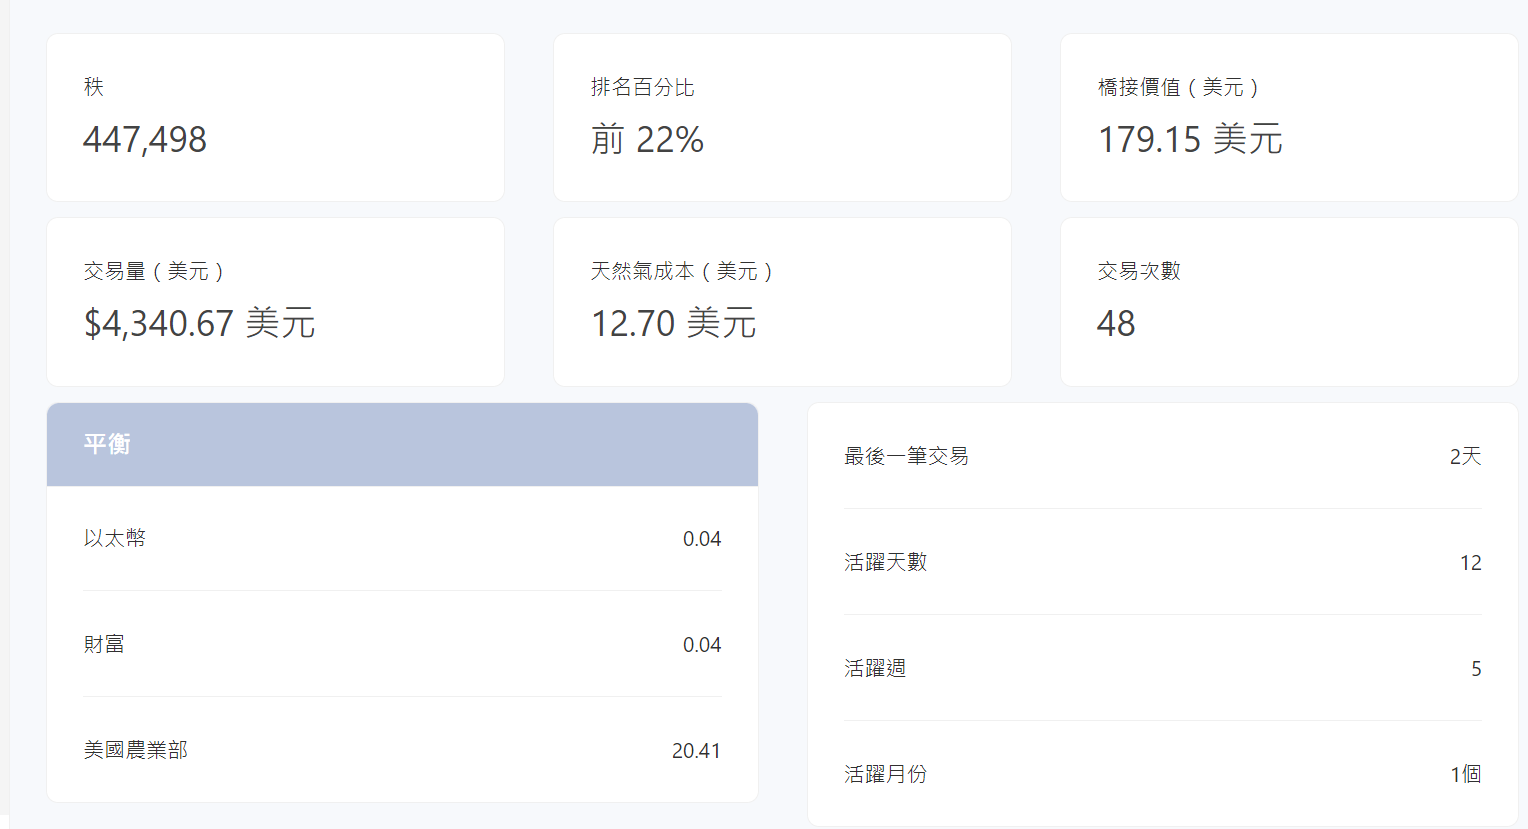 秩
447,498
排名百分比
前 22%
橋接價值（美元）
179.15 美元
交易量（美元）
$4,340.67 美元
天然氣成本（美元）
12.70 美元
交易次數
48
平衡
以太幣 0.04
財富 0.04
美國農業部 20.41
最後一筆交易 2天
活躍天數 12
活躍週 5
活躍月份 1個